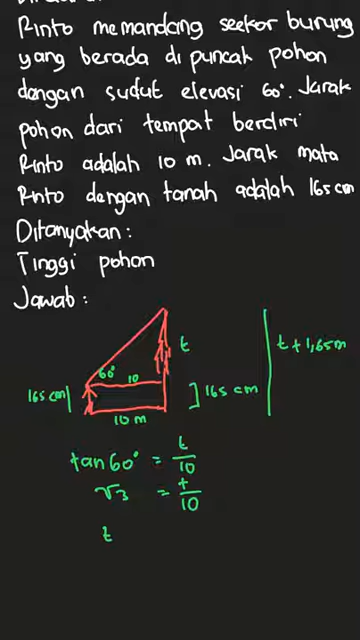 Rinto memandang seekor burung
yang berada di puncak pohon
dengan sudut elevasi 60°. Jarak
pohon dari tempat berdiri
Rinto adalah 10 m. Jarak mata
Rinto dengan tanah adalah 165 cm
Ditanyakan:
Tinggi pohon
Jawab:
60°
10
t
t + 1,65 m
165 cm
165 cm
10 m
tan 60° = t/10
√3 = t/10
t